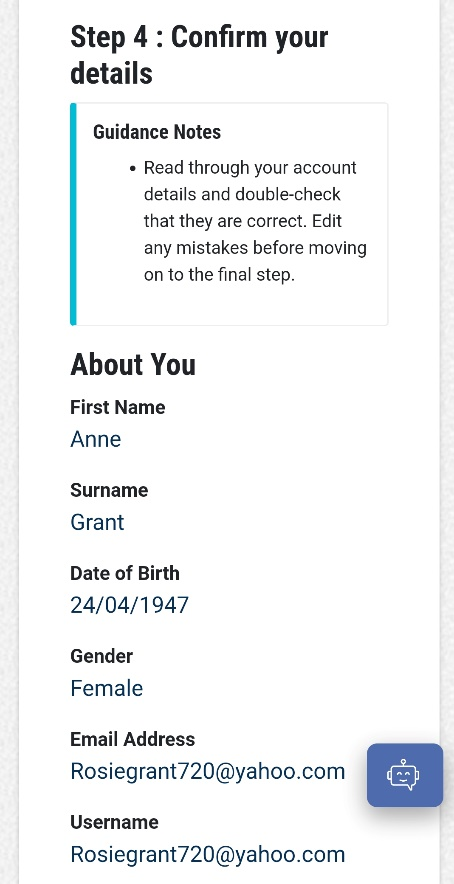 Step 4 : Confirm your
details
Guidance Notes
• Read through your account
details and double-check
that they are correct. Edit
any mistakes before moving
on to the final step.
About You
First Name
Anne
Surname
Grant
Date of Birth
24/04/1947
Gender
Female
Email Address
Rosiegrant720@yahoo.com
Username
Rosiegrant720@yahoo.com